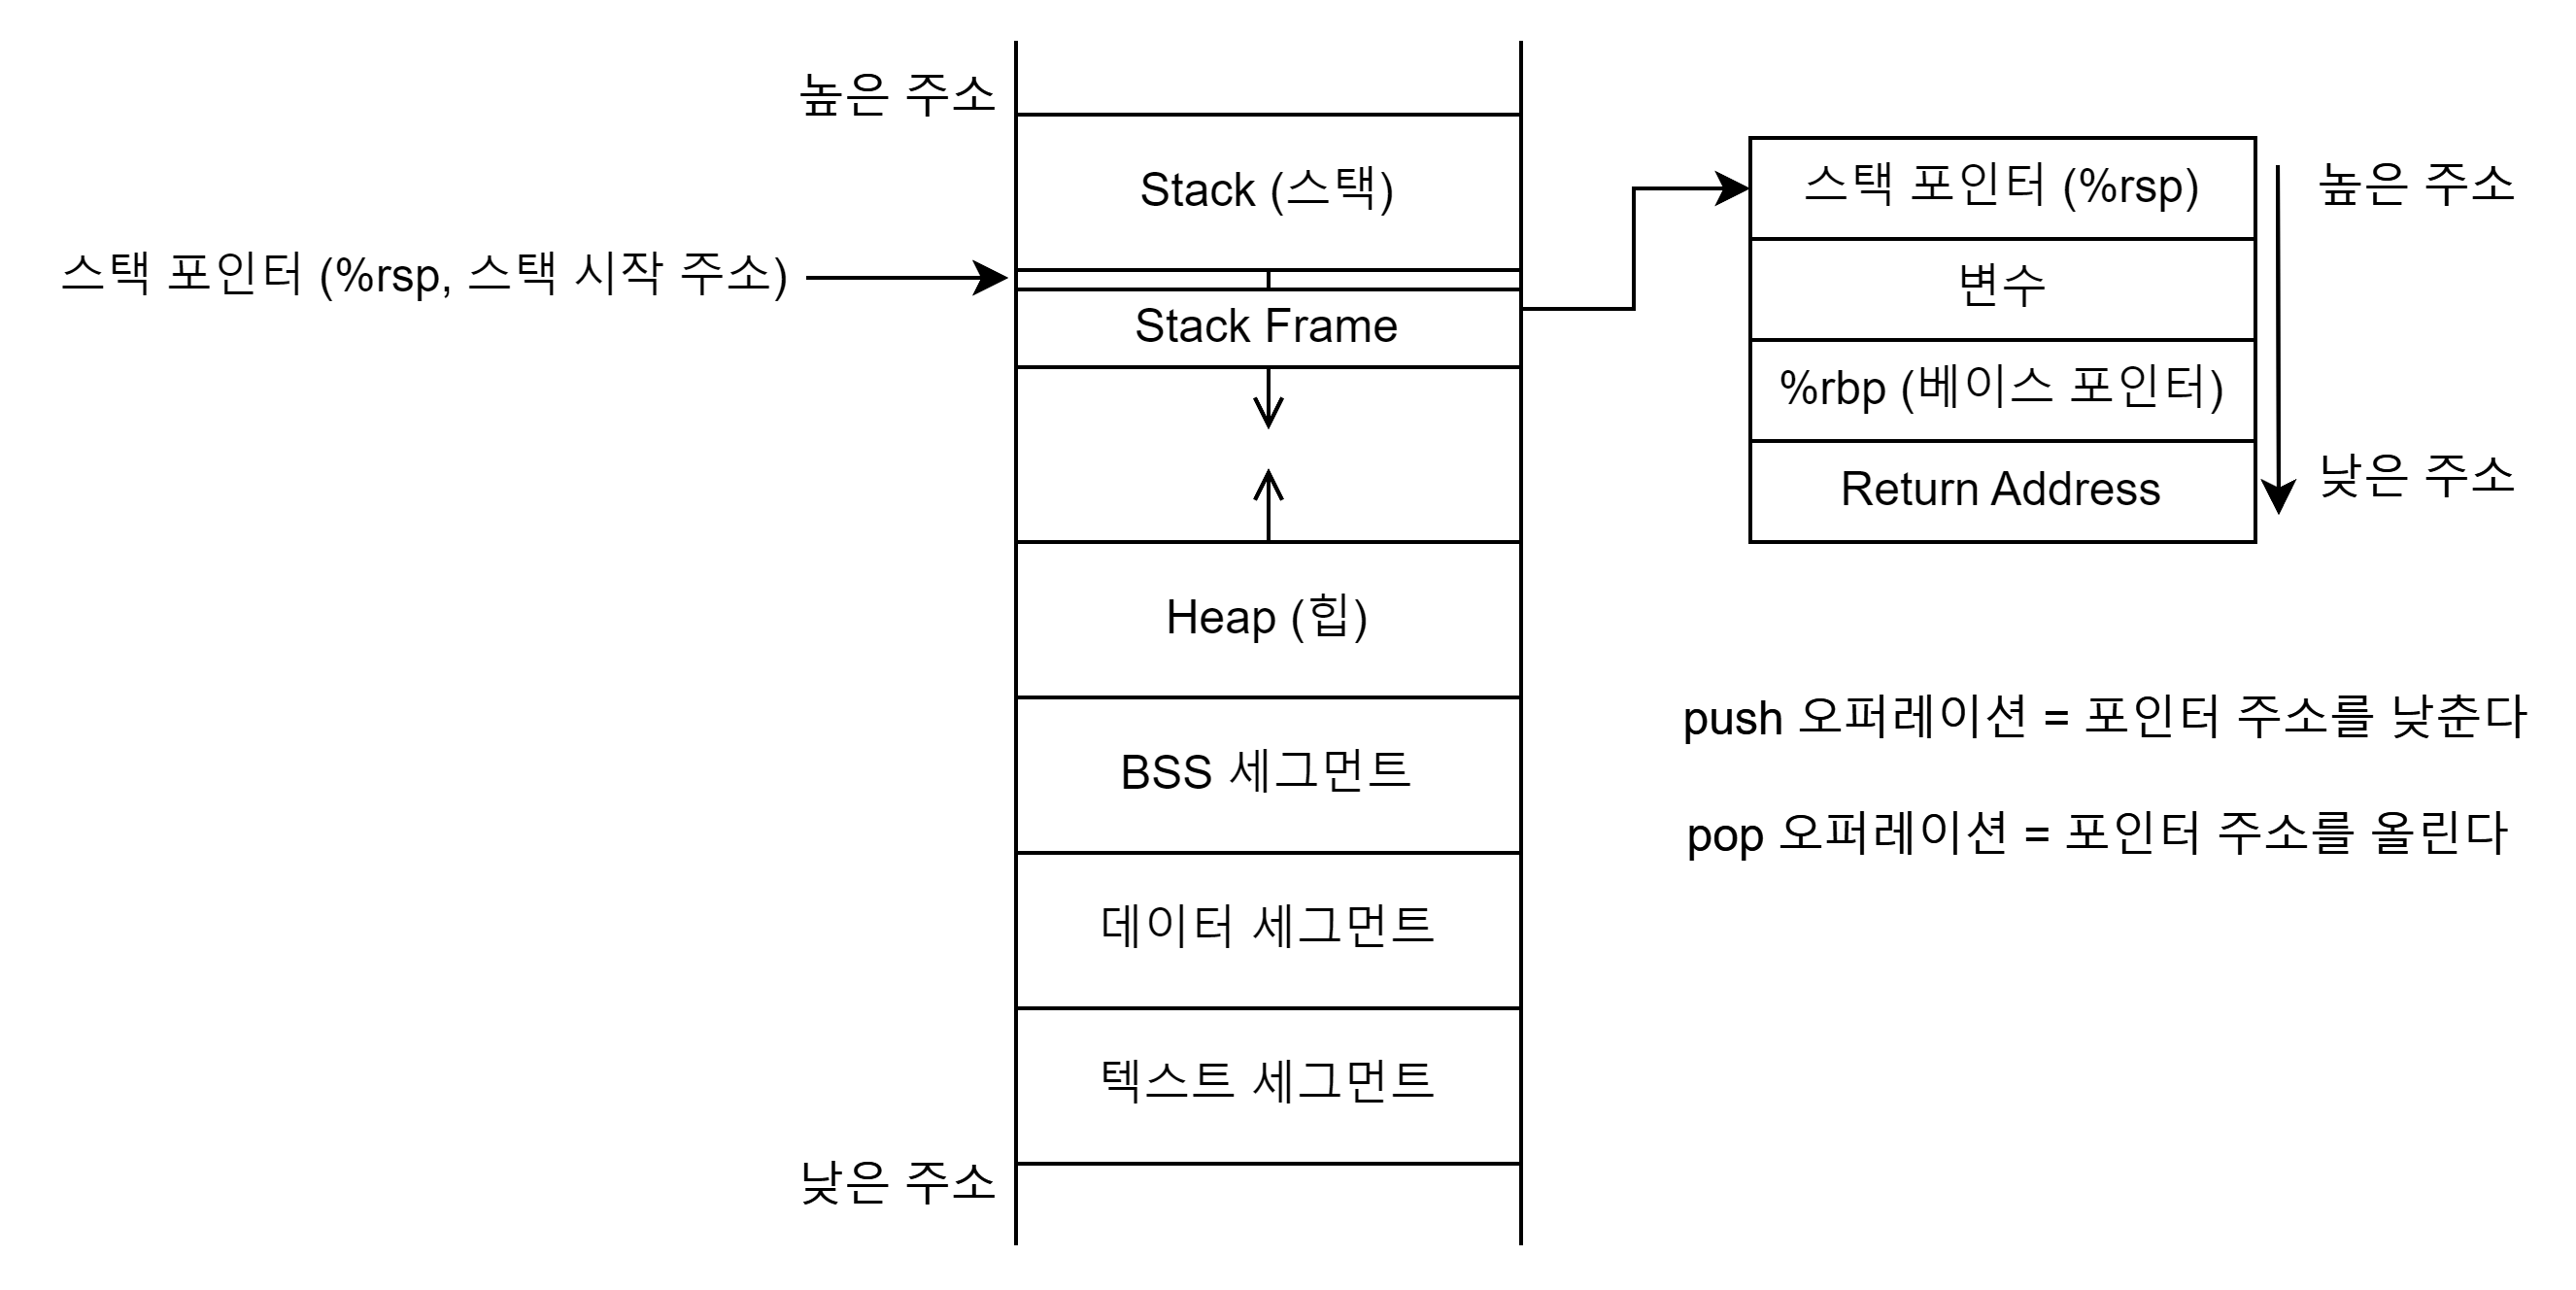 높은 주소
Stack (스택)
스택 포인터 (%rsp, 스택 시작 주소)
Stack Frame
Heap (힙)
BSS 세그먼트
데이터 세그먼트
텍스트 세그먼트
낮은 주소
스택 포인터 (%rsp)
변수
%rbp (베이스 포인터)
Return Address
높은 주소
낮은 주소
push 오퍼레이션 = 포인터 주소를 낮춘다
pop 오퍼레이션 = 포인터 주소를 올린다